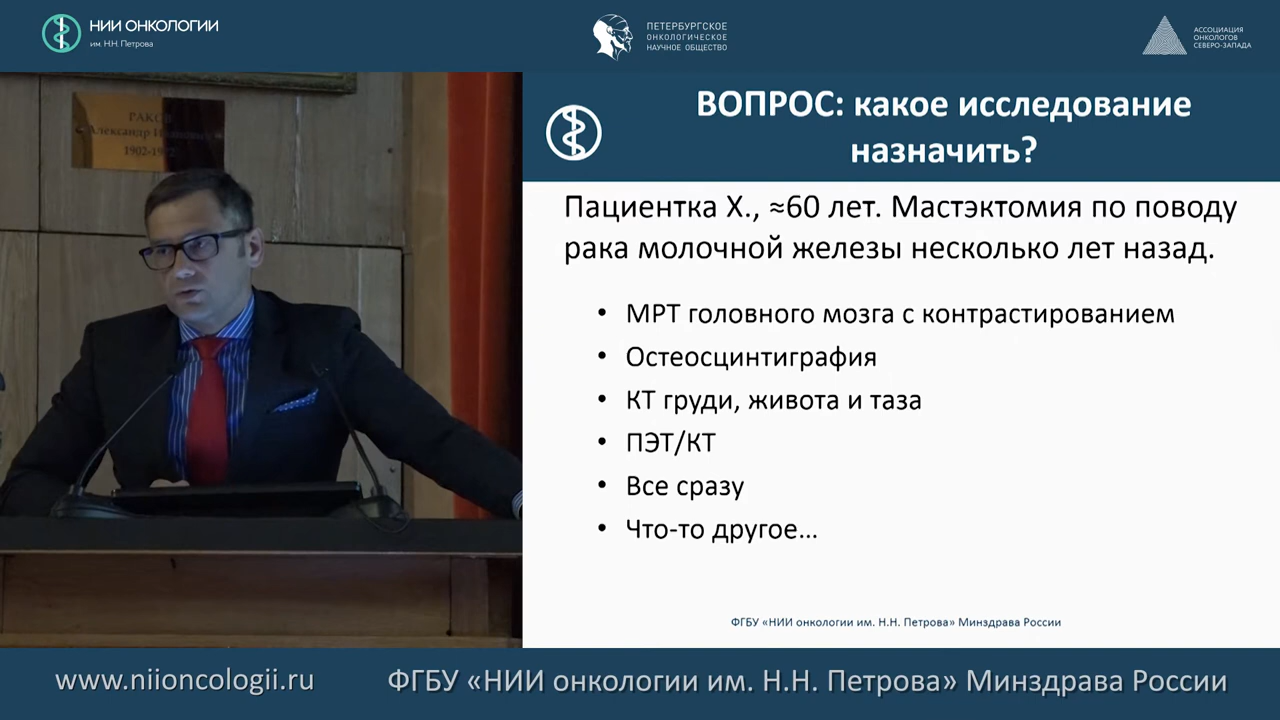 НИИ ОНКОЛОГИИ
им. Н.Н. Петрова
ПЕТЕРБУРГСКОЕ
ОНКОЛОГИЧЕСКОЕ
НАУЧНОЕ ОБЩЕСТВО
АССОЦИАЦИЯ
ОНКОЛОГОВ
СЕВЕРО-ЗАПАДА
Александр
1902-19
ВОПРОС: какое исследование
назначить?
Пациентка Х., ≈60 лет. Мастэктомия по поводу
рака молочной железы несколько лет назад.
• МРТ головного мозга с контрастированием
• Остеосцинтиграфия
• КТ груди, живота и таза
• ПЭТ/КТ
• Все сразу
• Что-то другое...
ФГБУ «НИИ онкологии им. Н.Н. Петрова» Минздрава России
www.niioncologii.ru
ФГБУ «НИИ онкологии им. Н.Н. Петрова» Минздрава России